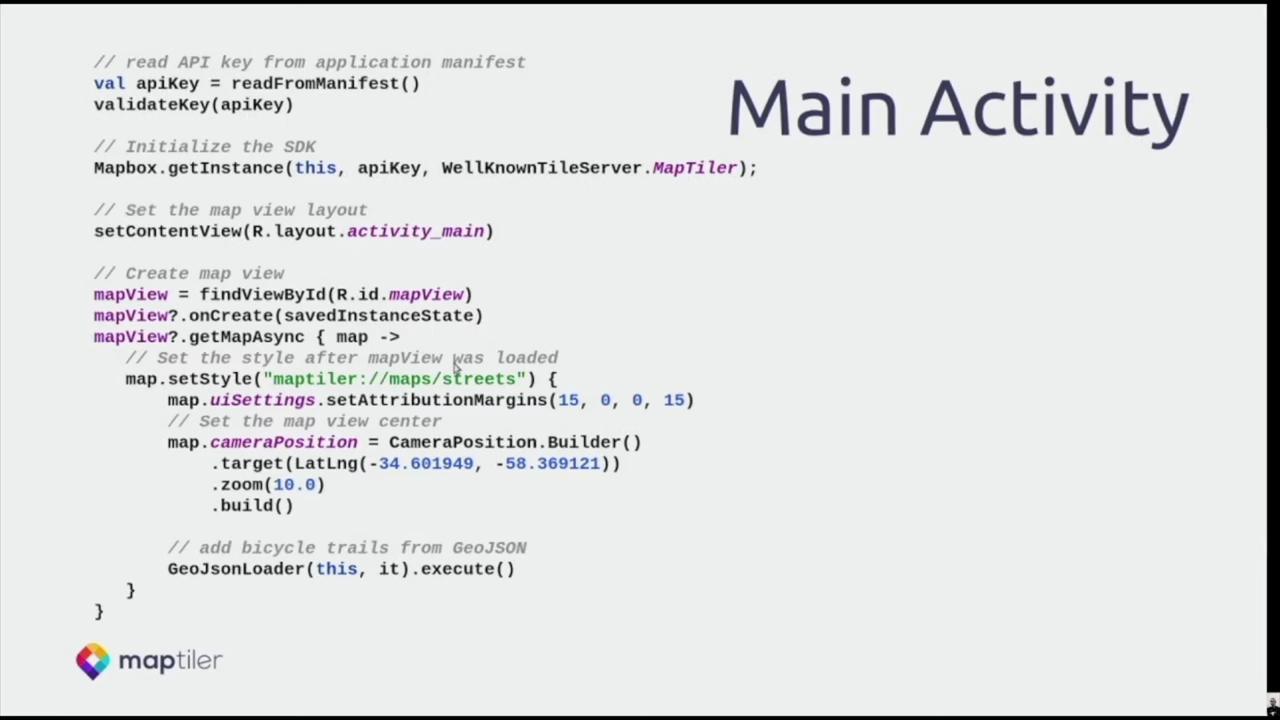 Main Activity
// read API key from application manifest
val apiKey = readFromManifest()
validateKey(apiKey)
// Initialize the SDK
Mapbox.getInstance(this, apiKey, WellKnownTileServer.MapTiler);
// Set the map view layout
setContentView(R.layout.activity_main)
// Create map view
mapView = findViewById(R.id.mapView)
mapView?.onCreate(savedInstanceState)
mapView?.getMapAsync { map ->
// Set the style after mapView was loaded
map.setStyle("maptiler://maps/streets") {
map.uiSettings.setAttributionMargins(15, 0, 0, 15)
// Set the map view center
map.cameraPosition = CameraPosition.Builder()
.target(LatLng(-34.601949, -58.369121))
.zoom(10.0)
.build()
// add bicycle trails from GeoJSON
GeoJsonLoader(this, it).execute()
}
}
maptiler